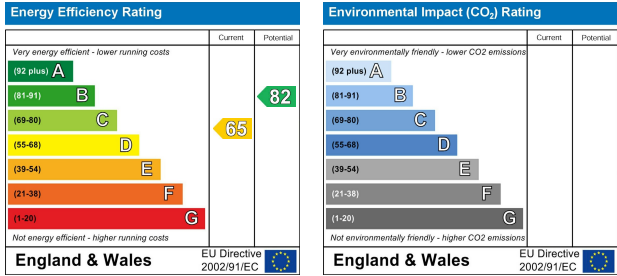 Energy Efficiency Rating
Current Potential
Very energy efficient - lower running costs
(92 plus) A
(81-91) B
82
(69-80) C
65
(55-68) D
(39-54) E
(21-38) F
(1-20) G
Not energy efficient - higher running costs
England & Wales
EU Directive
2002/91/EC
Environmental Impact (CO₂) Rating
Current Potential
Very environmentally friendly - lower CO2 emissions
(92 plus) A
(81-91) B
(69-80) C
(55-68) D
(39-54) E
(21-38) F
(1-20) G
Not environmentally friendly - higher CO2 emissions
England & Wales
EU Directive
2002/91/EC